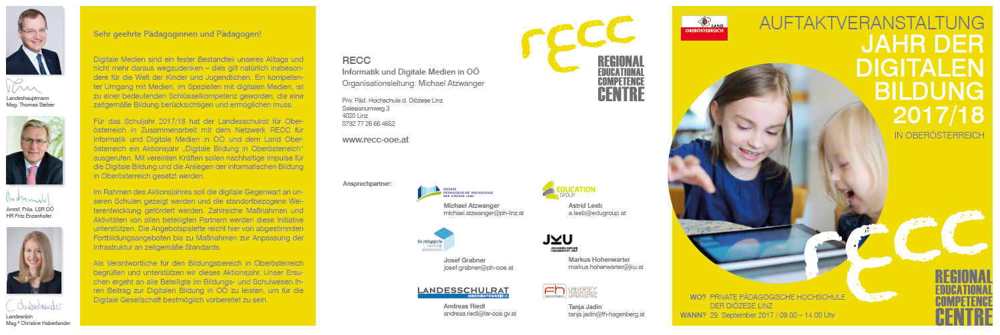 Landeshauptmann
Mag. Thomas Stelzer
Amtsf. Präs. LSR OÖ
HR Fritz Enzenhofer
Landesrätin
Mag.ª Christine Haberlander
Sehr geehrte Pädagoginnen und Pädagogen!
Digitale Medien sind ein fester Bestandteil unseres Alltags und
nicht mehr daraus wegzudenken – dies gilt natürlich insbeson-
dere für die Welt der Kinder und Jugendlichen. Ein kompeten-
ter Umgang mit Medien, im Speziellen mit digitalen Medien, ist
zu einer bedeutenden Schlüsselkompetenz geworden, die eine
zeitgemäße Bildung berücksichtigen und ermöglichen muss.
Für das Schuljahr 2017/18 hat der Landesschulrat für Ober-
österreich in Zusammenarbeit mit dem Netzwerk RECC für
Informatik und Digitale Medien in OÖ und dem Land Ober-
österreich ein Aktionsjahr „Digitale Bildung in Oberösterreich“
ausgerufen. Mit vereinten Kräften sollen nachhaltige Impulse für
die Digitale Bildung und die Anliegen der informatischen Bildung
in Oberösterreich gesetzt werden.
Im Rahmen des Aktionsjahres soll die digitale Gegenwart an un-
seren Schulen gezeigt werden und die standortbezogene Wei-
terentwicklung gefördert werden. Zahlreiche Maßnahmen und
Aktivitäten von allen beteiligten Partnern werden diese Initiative
unterstützen. Die Angebotspalette reicht hier von abgestimmten
Fortbildungsangeboten bis zu Maßnahmen zur Anpassung der
Infrastruktur an zeitgemäße Standards.
Als Verantwortliche für den Bildungsbereich in Oberösterreich
begrüßen und unterstützen wir dieses Aktionsjahr. Unser Ersu-
chen ergeht an alle Beteiligte im Bildungs- und Schulwesen Ih-
ren Beitrag zur Digitalen Bildung in OÖ zu leisten, um für die
Digitale Gesellschaft bestmöglich vorbereitet zu sein.
recc
REGIONAL
EDUCATIONAL
COMPETENCE
CENTRE
RECC
Informatik und Digitale Medien in OÖ
Organisationsleitung: Michael Atzwanger
Priv. Päd. Hochschule d. Diözese Linz
Salesianumweg 3
4020 Linz
0732 77 26 66 4652
www.recc-ooe.at
Ansprechpartner:
PRIVATE
PÄDAGOGISCHE HOCHSCHULE
DER DIÖZESE LINZ
Michael Atzwanger
michael.atzwanger@ph-linz.at
EDUCATION
GROUP
Astrid Leeb
a.leeb@edugroup.at
die pädagogische
hochschule
oberösterreich
Josef Grabner
josef.grabner@ph-ooe.at
JKU
JOHANNES KEPLER
UNIVERSITÄT LINZ
Markus Hohenwarter
markus.hohenwarter@jku.at
LANDESSCHULRAT
OBERÖSTERREICH
Andreas Riedl
andreas.riedl@lsr-ooe.gv.at
fh
OBERÖSTERREICH
UNIVERSITY
OF APPLIED SCIENCES
UPPER AUSTRIA
Tanja Jadin
tanja.jadin@fh-hagenberg.at
LAND
OBERÖSTERREICH
AUFTAKTVERANSTALTUNG
JAHR DER
DIGITALEN
BILDUNG
2017/18
IN OBERÖSTERREICH
recc
REGIONAL
EDUCATIONAL
COMPETENCE
CENTRE
WO? PRIVATE PÄDAGOGISCHE HOCHSCHULE
DER DIÖZESE LINZ
WANN? 29. September 2017 / 09.00 – 14.00 Uhr